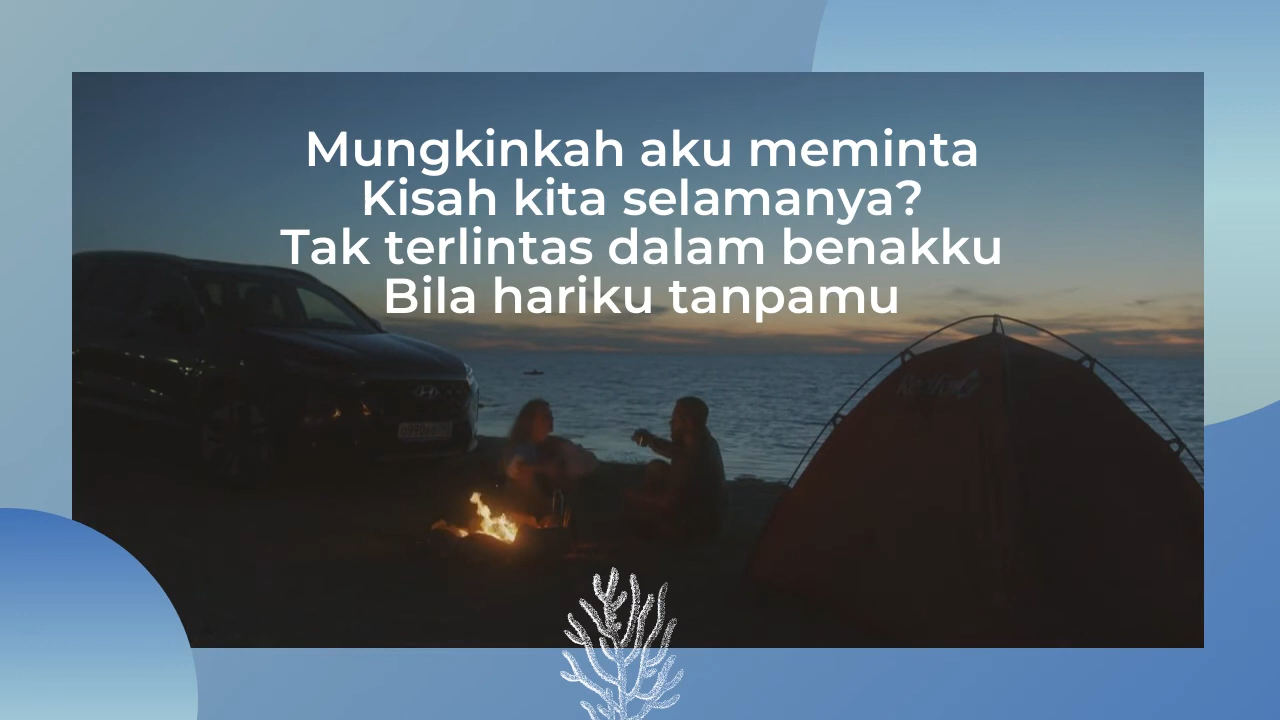 Mungkinkah aku meminta
Kisah kita selamanya?
Tak terlintas dalam benakku
Bila hariku tanpamu